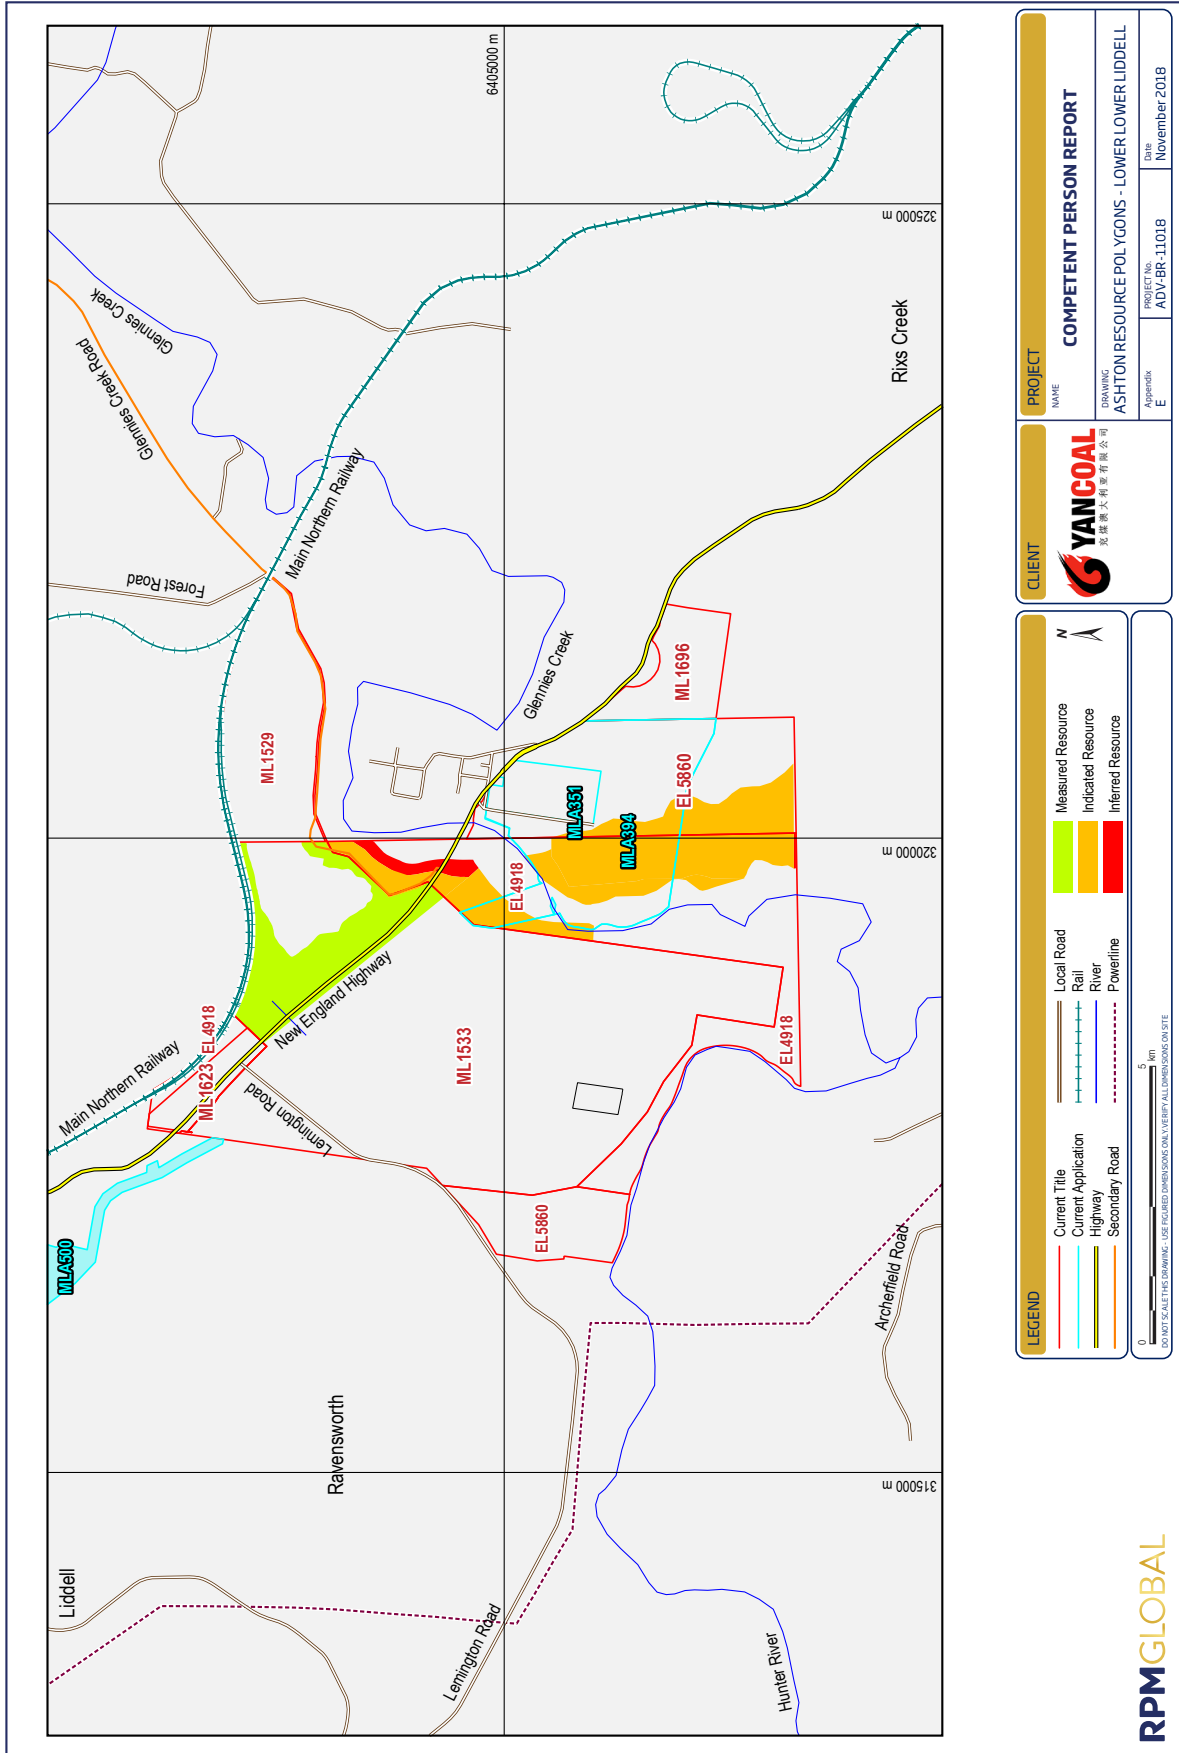 Liddell
Ravensworth
Rixs Creek
MLA500
Main Northern Railway
ML1623
EL4918
Lemington Road
New England Highway
ML1533
EL5860
Lemington Road
Hunter River
Archerfield Road
EL4918
EL4918
MLA351
MLA394
EL5860
ML1696
ML1529
Glennies Creek
Main Northern Railway
Forest Road
Glennies Creek Road
Glennies Creek
6405000 m
315000 m
320000 m
325000 m
RPMGLOBAL
LEGEND
Current Title
Current Application
Highway
Secondary Road
Local Road
Rail
River
Powerline
Measured Resource
Indicated Resource
Inferred Resource
N
0
5
km
DO NOT SCALE THIS DRAWING - USE FIGURED DIMENSIONS ONLY. VERIFY ALL DIMENSIONS ON SITE
CLIENT
YANCOAL
兖煤澳大利亚有限公司
PROJECT
NAME
COMPETENT PERSON REPORT
DRAWING
ASHTON RESOURCE POLYGONS - LOWER LOWER LIDDELL
Appendix
E
PROJECT No.
ADV-BR-11018
Date
November 2018